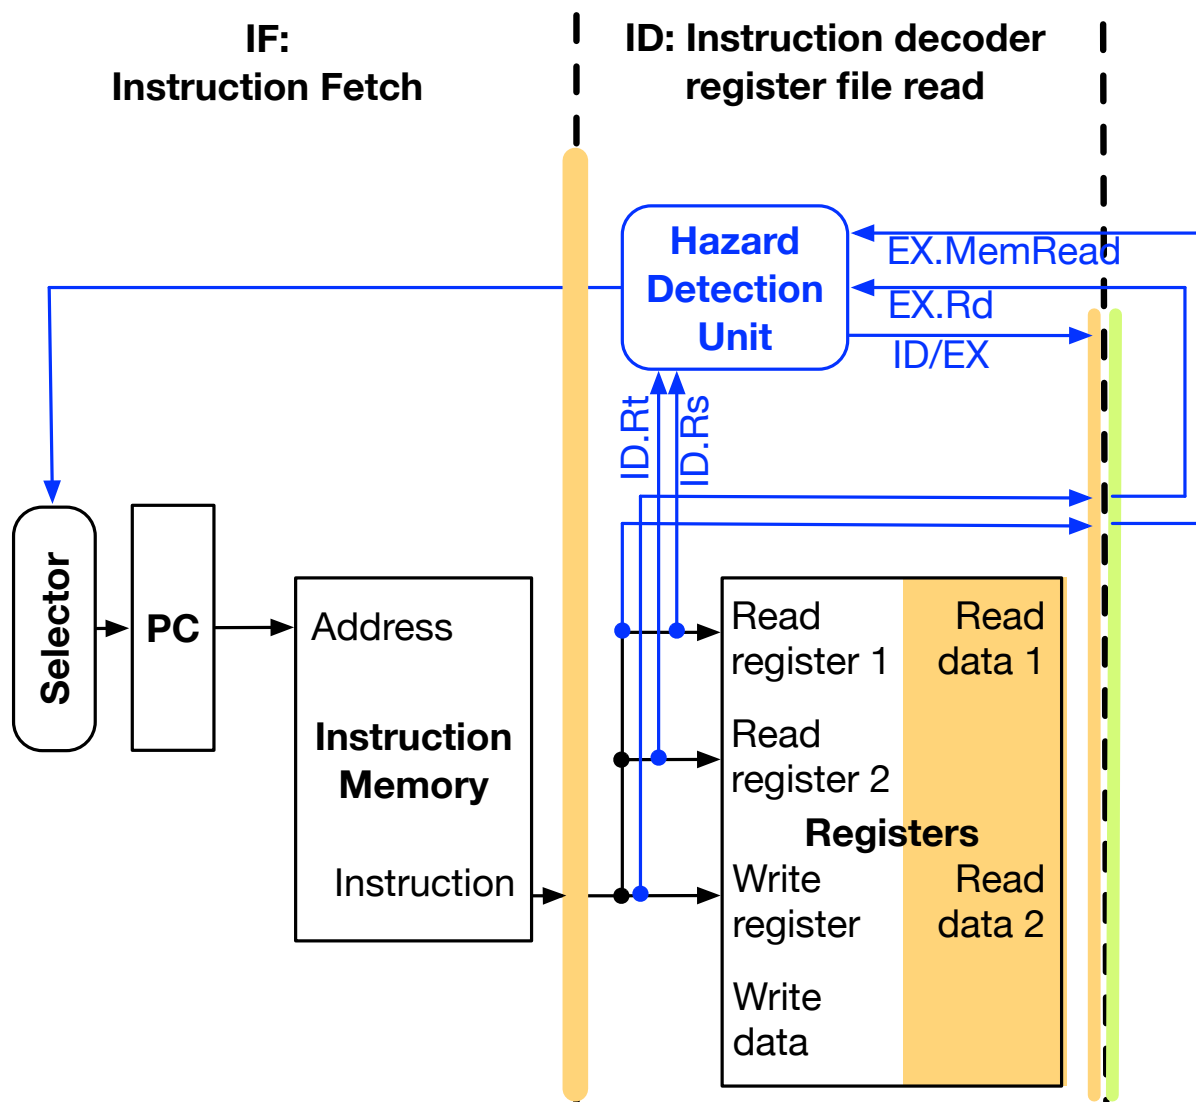 IF:
Instruction Fetch
ID: Instruction decoder
register file read
Hazard
Detection
Unit
EX.MemRead
EX.Rd
ID/EX
ID.Rt
ID.Rs
Selector
PC
Address
Instruction
Memory
Instruction
Read
register 1
Read
data 1
Read
register 2
Registers
Write
register
Read
data 2
Write
data